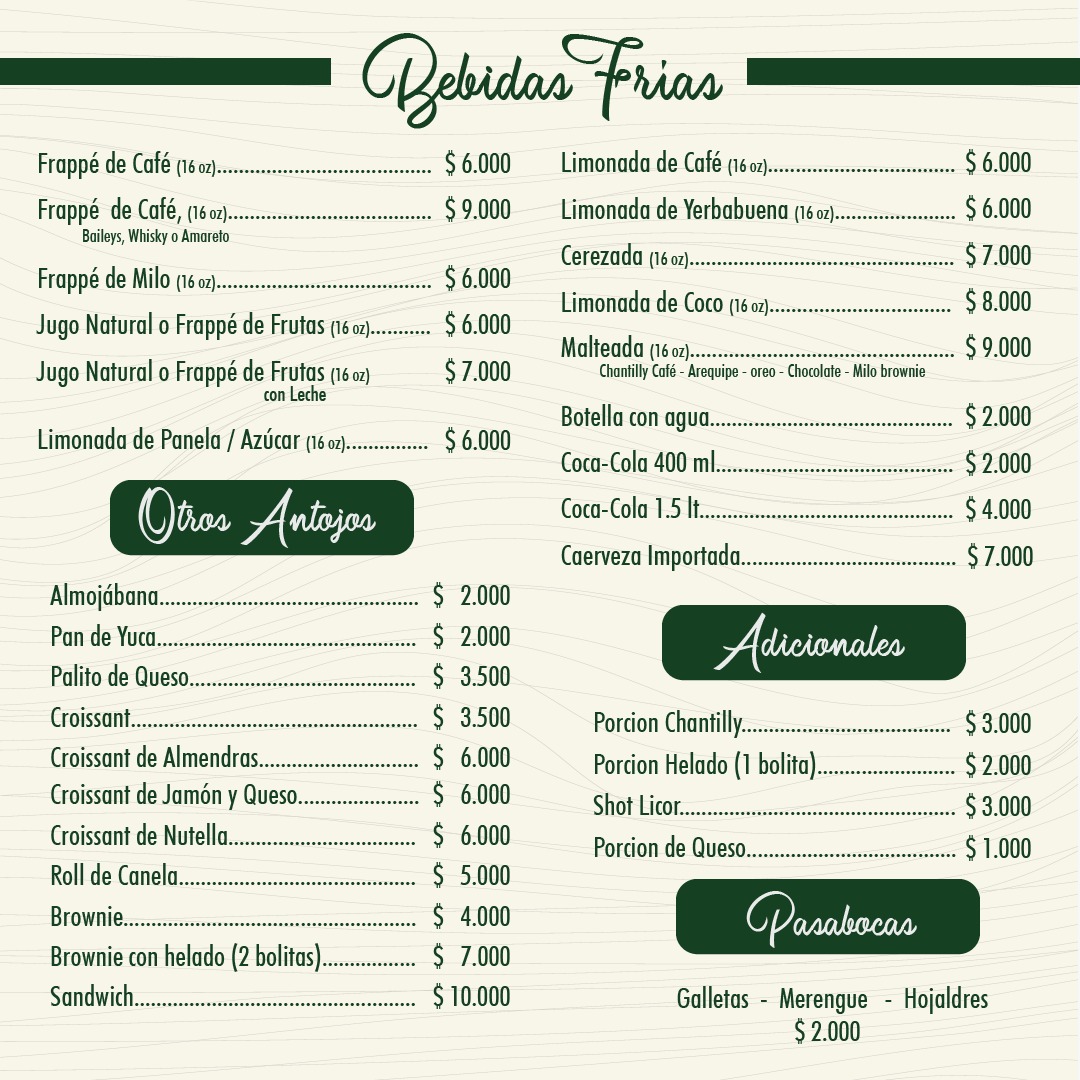 Bebidas Frias
Frappé de Café (16 oz)..................................... $ 6.000
Frappé de Café, (16 oz)................................... $ 9.000
Baileys, Whisky o Amareto
Frappé de Milo (16 oz)..................................... $ 6.000
Jugo Natural o Frappé de Frutas (16 oz).......... $ 6.000
Jugo Natural o Frappé de Frutas (16 oz) $ 7.000
con Leche
Limonada de Panela / Azúcar (16 oz).............. $ 6.000
Otros Antojos
Almojábana............................................. $ 2.000
Pan de Yuca............................................. $ 2.000
Palito de Queso....................................... $ 3.500
Croissant.................................................. $ 3.500
Croissant de Almendras........................... $ 6.000
Croissant de Jamón y Queso..................... $ 6.000
Croissant de Nutella................................ $ 6.000
Roll de Canela......................................... $ 5.000
Brownie................................................... $ 4.000
Brownie con helado (2 bolitas)................ $ 7.000
Sandwich................................................. $ 10.000
Limonada de Café (16 oz)................................ $ 6.000
Limonada de Yerbabuena (16 oz)..................... $ 6.000
Cerezada (16 oz).............................................. $ 7.000
Limonada de Coco (16 oz)............................... $ 8.000
Malteada (16 oz).............................................. $ 9.000
Chantilly Café - Arequipe - oreo - Chocolate - Milo brownie
Botella con agua.......................................... $ 2.000
Coca-Cola 400 ml......................................... $ 2.000
Coca-Cola 1.5 lt............................................ $ 4.000
Caerveza Importada..................................... $ 7.000
Adicionales
Porcion Chantilly.................................... $ 3.000
Porcion Helado (1 bolita)........................ $ 2.000
Shot Licor............................................... $ 3.000
Porcion de Queso.................................... $ 1.000
Pasabocas
Galletas - Merengue - Hojaldres
$ 2.000